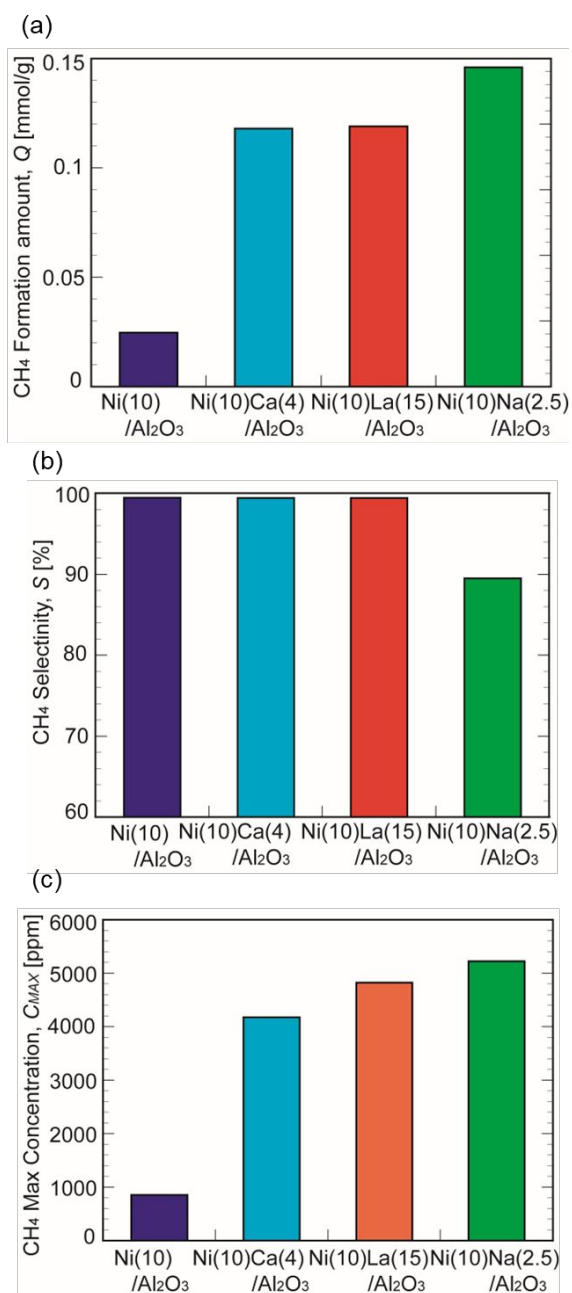 (a)
CH₄ Formation amount, Q [mmol/g]
0.15
0.1
0.05
0
Ni(10) Ni(10)Ca(4) Ni(10)La(15) Ni(10)Na(2.5)
/Al₂O₃ /Al₂O₃ /Al₂O₃ /Al₂O₃
(b)
CH₄ Selectinity, S [%]
100
90
80
70
60
Ni(10) Ni(10)Ca(4) Ni(10)La(15) Ni(10)Na(2.5)
/Al₂O₃ /Al₂O₃ /Al₂O₃ /Al₂O₃
(c)
CH₄ Max Concentration, CMAX [ppm]
6000
5000
4000
3000
2000
1000
0
Ni(10) Ni(10)Ca(4) Ni(10)La(15) Ni(10)Na(2.5)
/Al₂O₃ /Al₂O₃ /Al₂O₃ /Al₂O₃